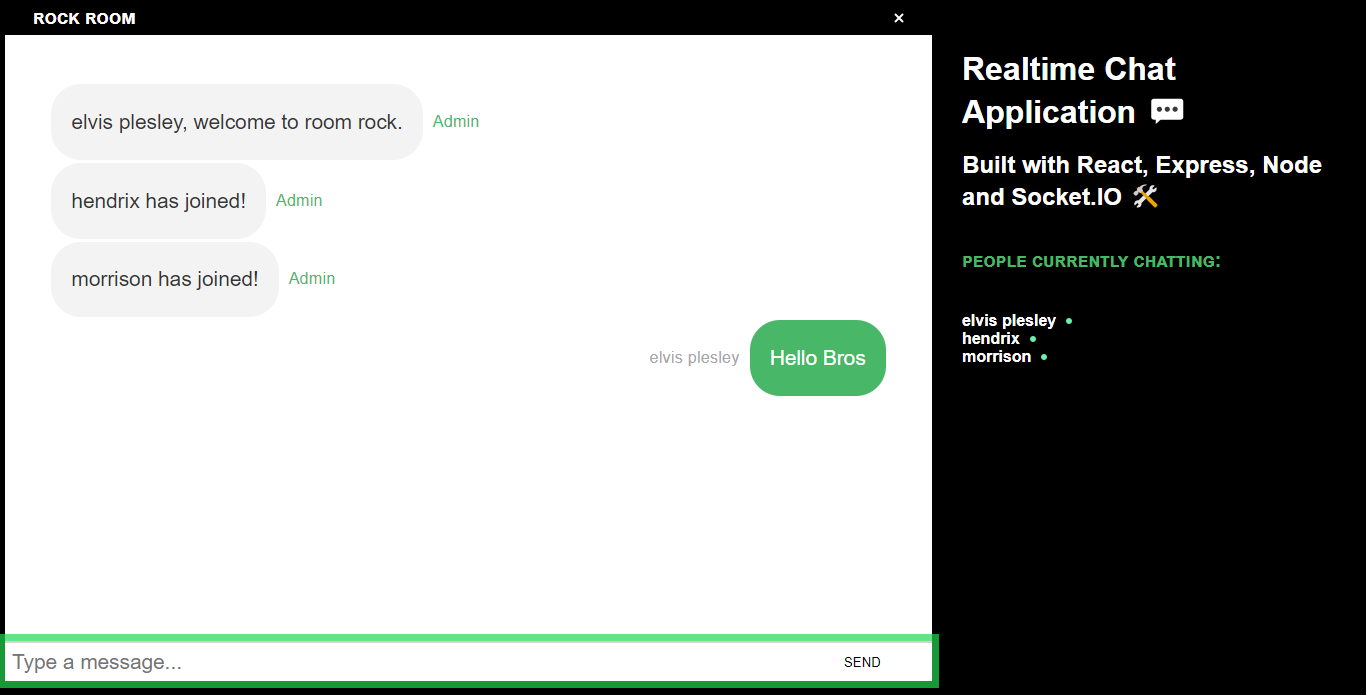 ROCK ROOM ×
elvis plesley, welcome to room rock. Admin
hendrix has joined! Admin
morrison has joined! Admin
elvis plesley Hello Bros
Type a message... SEND
Realtime Chat
Application 💬
Built with React, Express, Node
and Socket.IO 🛠️
PEOPLE CURRENTLY CHATTING:
elvis plesley
hendrix
morrison